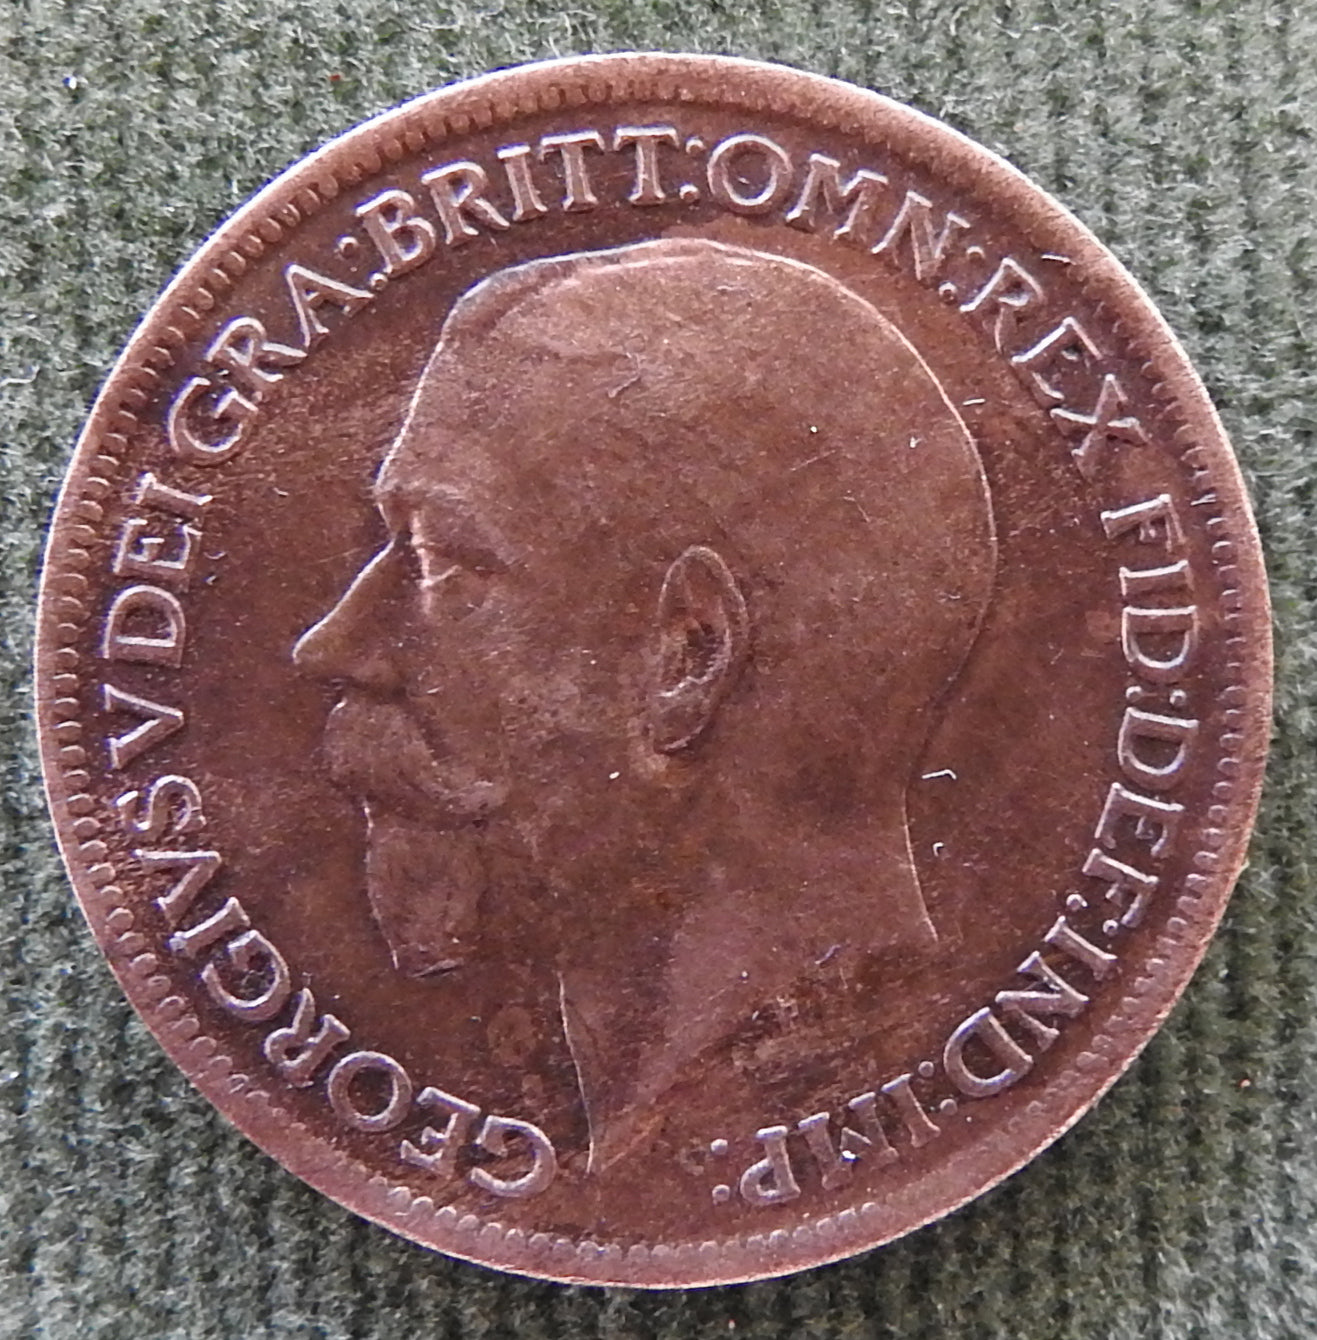 GEORGIVS V DEI GRA: BRITT: OMN: REX FID: DEF: IND: IMP: